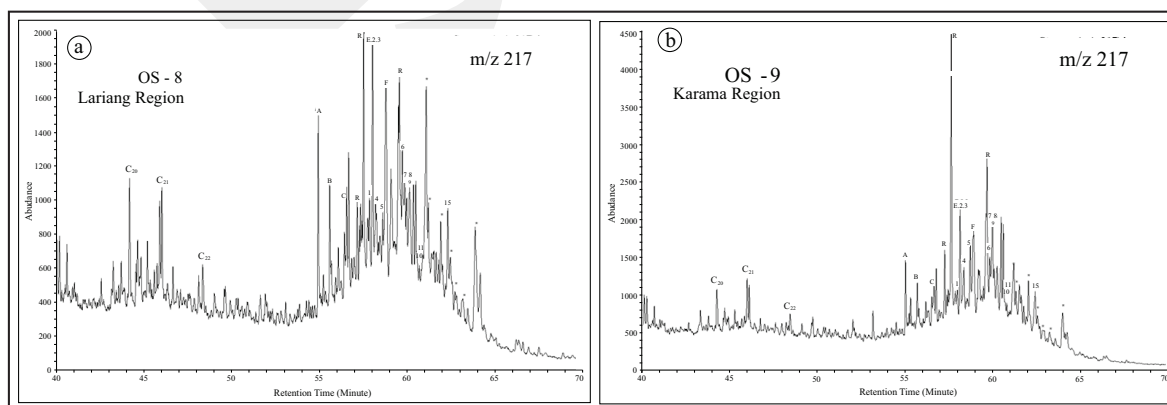 a
OS - 8
Lariang Region
m/z 217
Abudance
2000
1800
1600
1400
1200
1000
800
600
400
200
0
C20
C21
C22
A
B
C
R
R
1
E.2.3
4
5
F
R
6
7 8
9
10
11
*
*
*
15
*
*
*
*
40 45 50 55 60 65 70
Retention Time (Minute)
b
OS - 9
Karama Region
m/z 217
Abudance
4500
4000
3500
3000
2500
2000
1500
1000
500
0
C20
C21
C22
A
B
C
R
R
1
E.2.3
4
5
F
R
6
7 8
9
11
10
*
*
15
*
*
*
*
40 45 50 55 60 65 70
Retention Time (Minute)